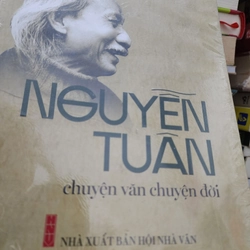 NGUYỄN
TUÂN
chuyện văn chuyện đời
NHÀ XUẤT BẢN HỘI NHÀ VĂN